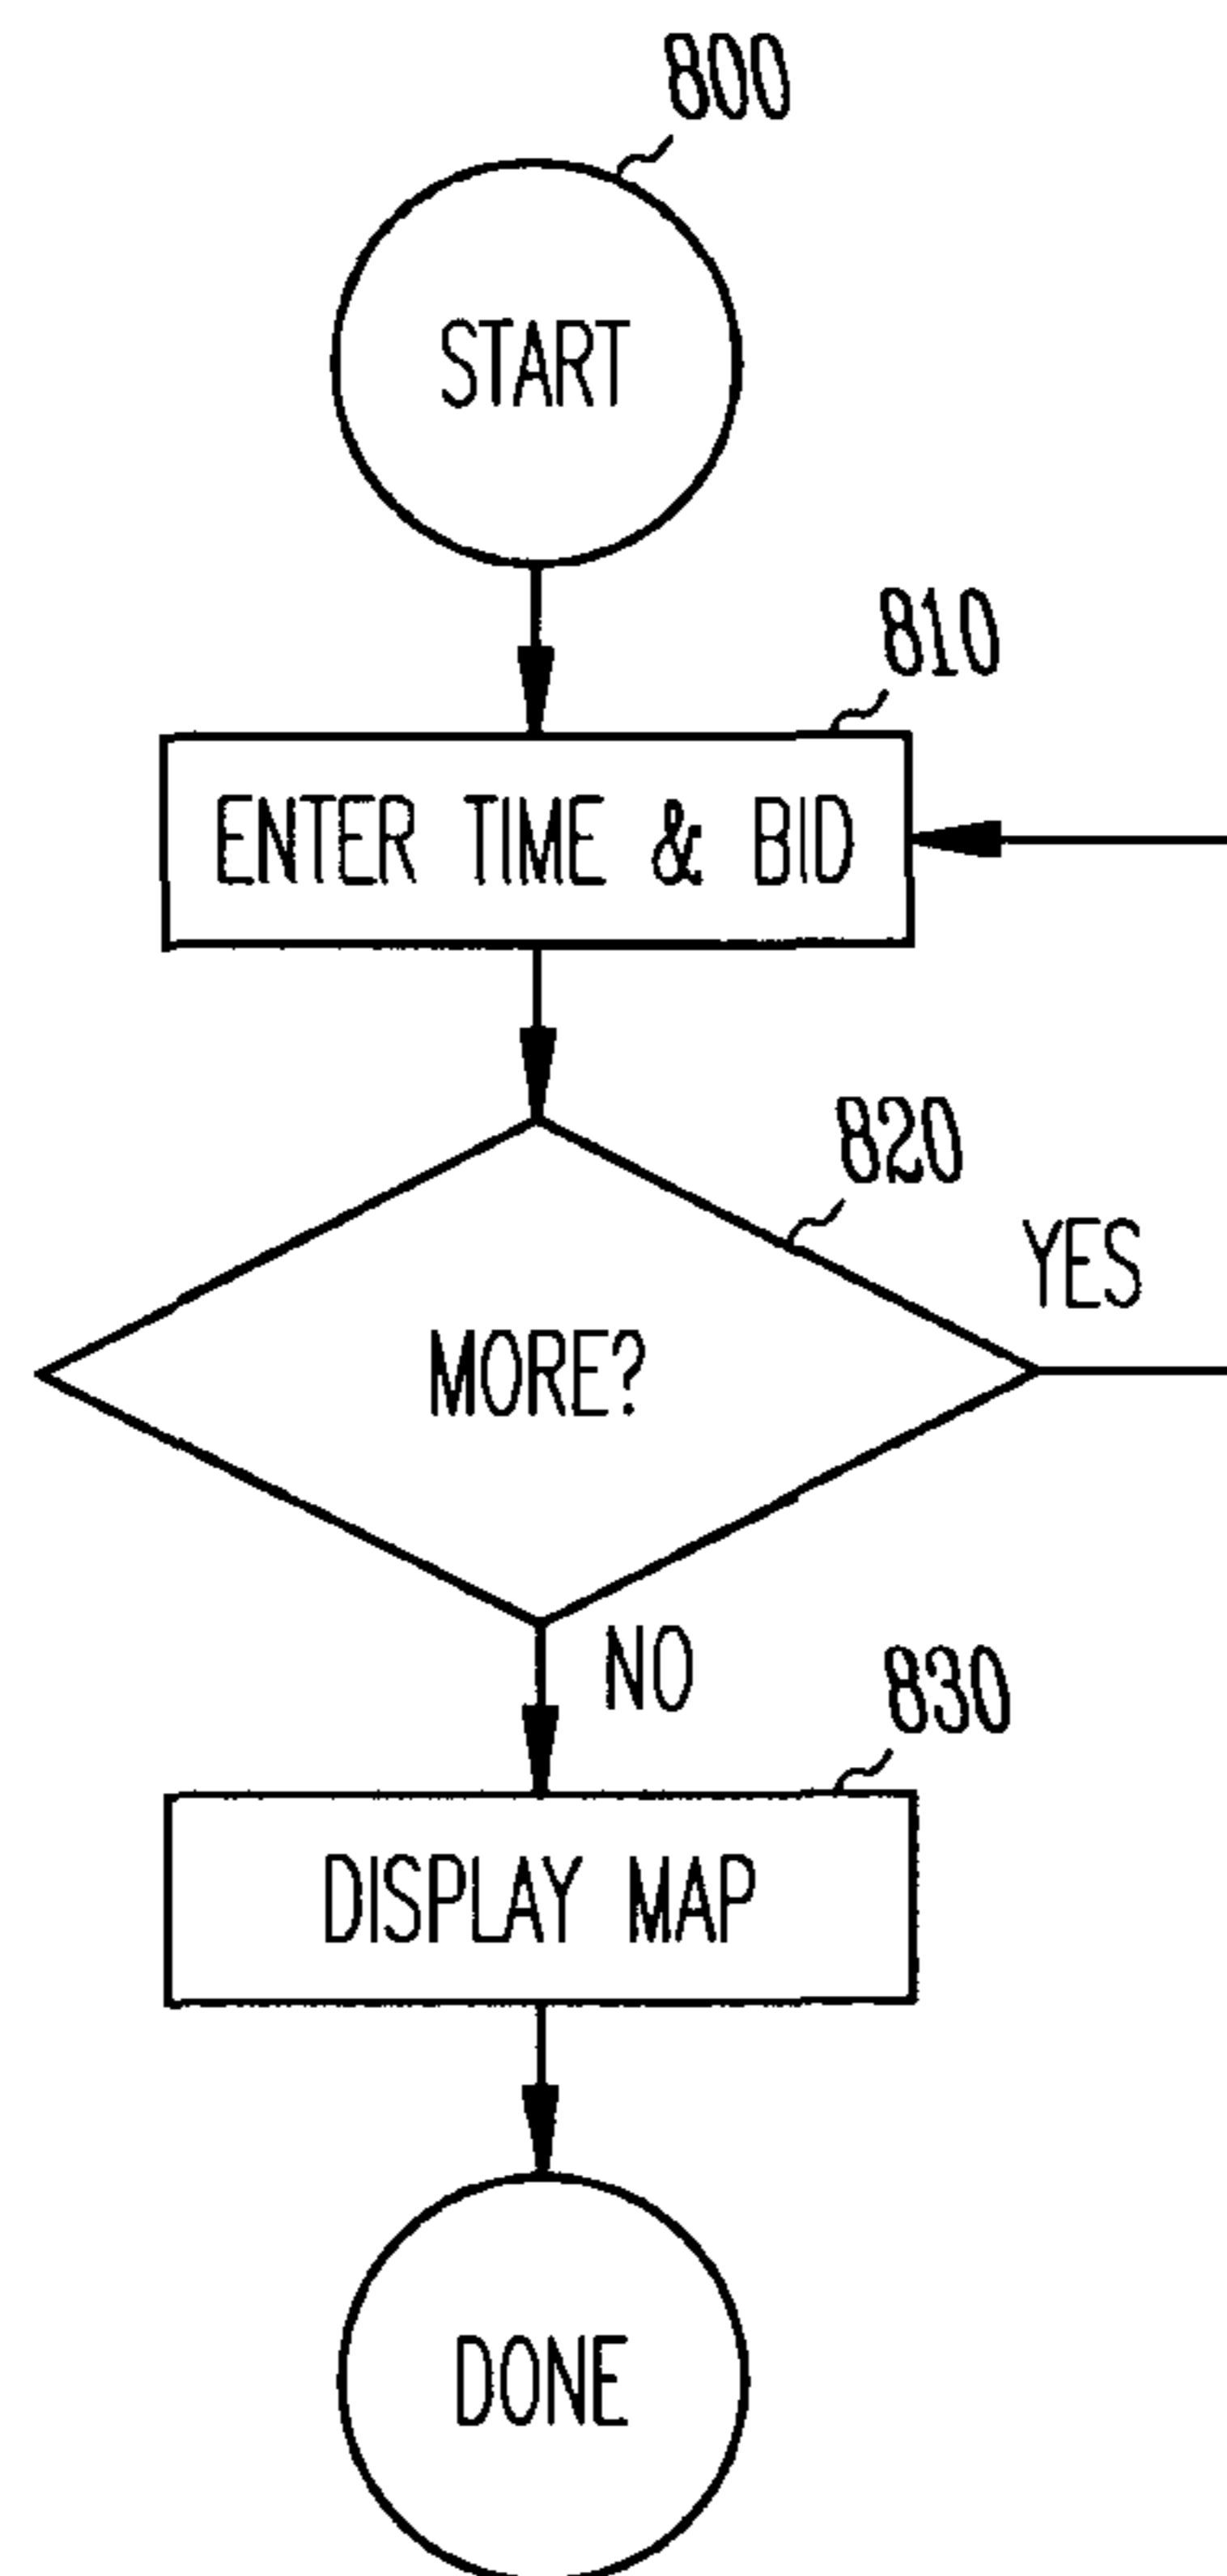 800
START
810
ENTER TIME & BID
820
YES
MORE?
NO
830
DISPLAY MAP
DONE